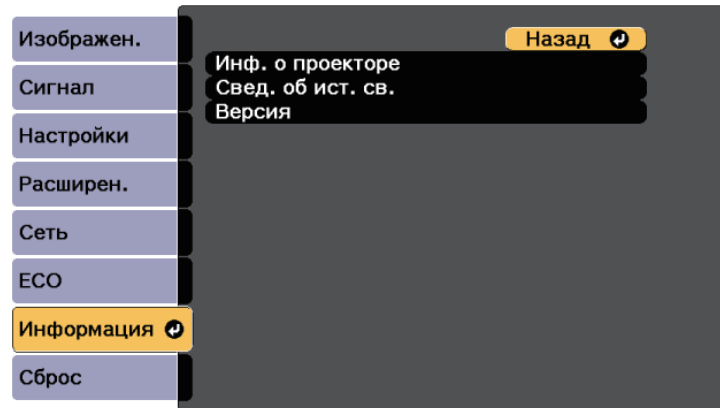 Изображен.
Сигнал
Настройки
Расширен.
Сеть
ECO
Информация
Сброс
Назад
Инф. о проекторе
Свед. об ист. св.
Версия